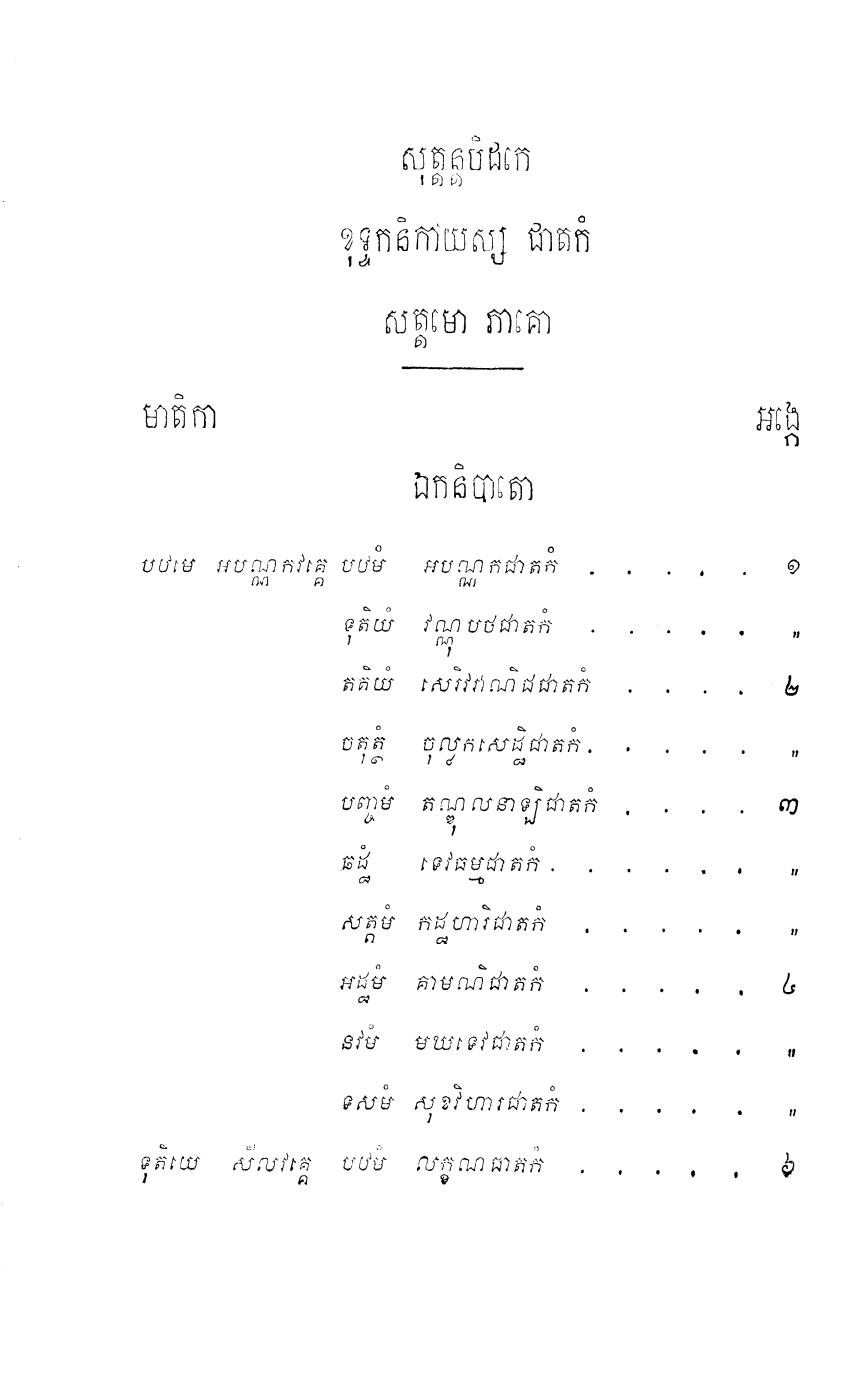 សុត្តន្តបិដកេ
ខុទ្ទកនិកាយស្ស ជាតកំ
សត្តមោ ភាគោ
មាតិកា អង្កេ
ឯកនិបាតោ
បឋមេ អបណ្ណកវគ្គេ បឋមំ អបណ្ណកជាតកំ . . . . . ១
ទុតិយំ វណ្ណុបថជាតកំ . . . . . "
តតិយំ សេរិវវាណិជជាតកំ . . . . ២
ចតុត្ថំ ចុល្លកសេដ្ឋិជាតកំ . . . . . "
បញ្ចមំ តណ្ឌុលនាឡិជាតកំ . . . . ៣
ឆដ្ឋំ ទេវធម្មជាតកំ . . . . . . "
សត្តមំ កដ្ឋហារិជាតកំ . . . . . "
អដ្ឋមំ គាមណិជាតកំ . . . . . ៤
នវមំ មឃទេវជាតកំ . . . . . "
ទសមំ សុខវិហារជាតកំ . . . . . "
ទុតិយេ សីលវគ្គេ បឋមំ លក្ខណជាតកំ . . . . . ៦